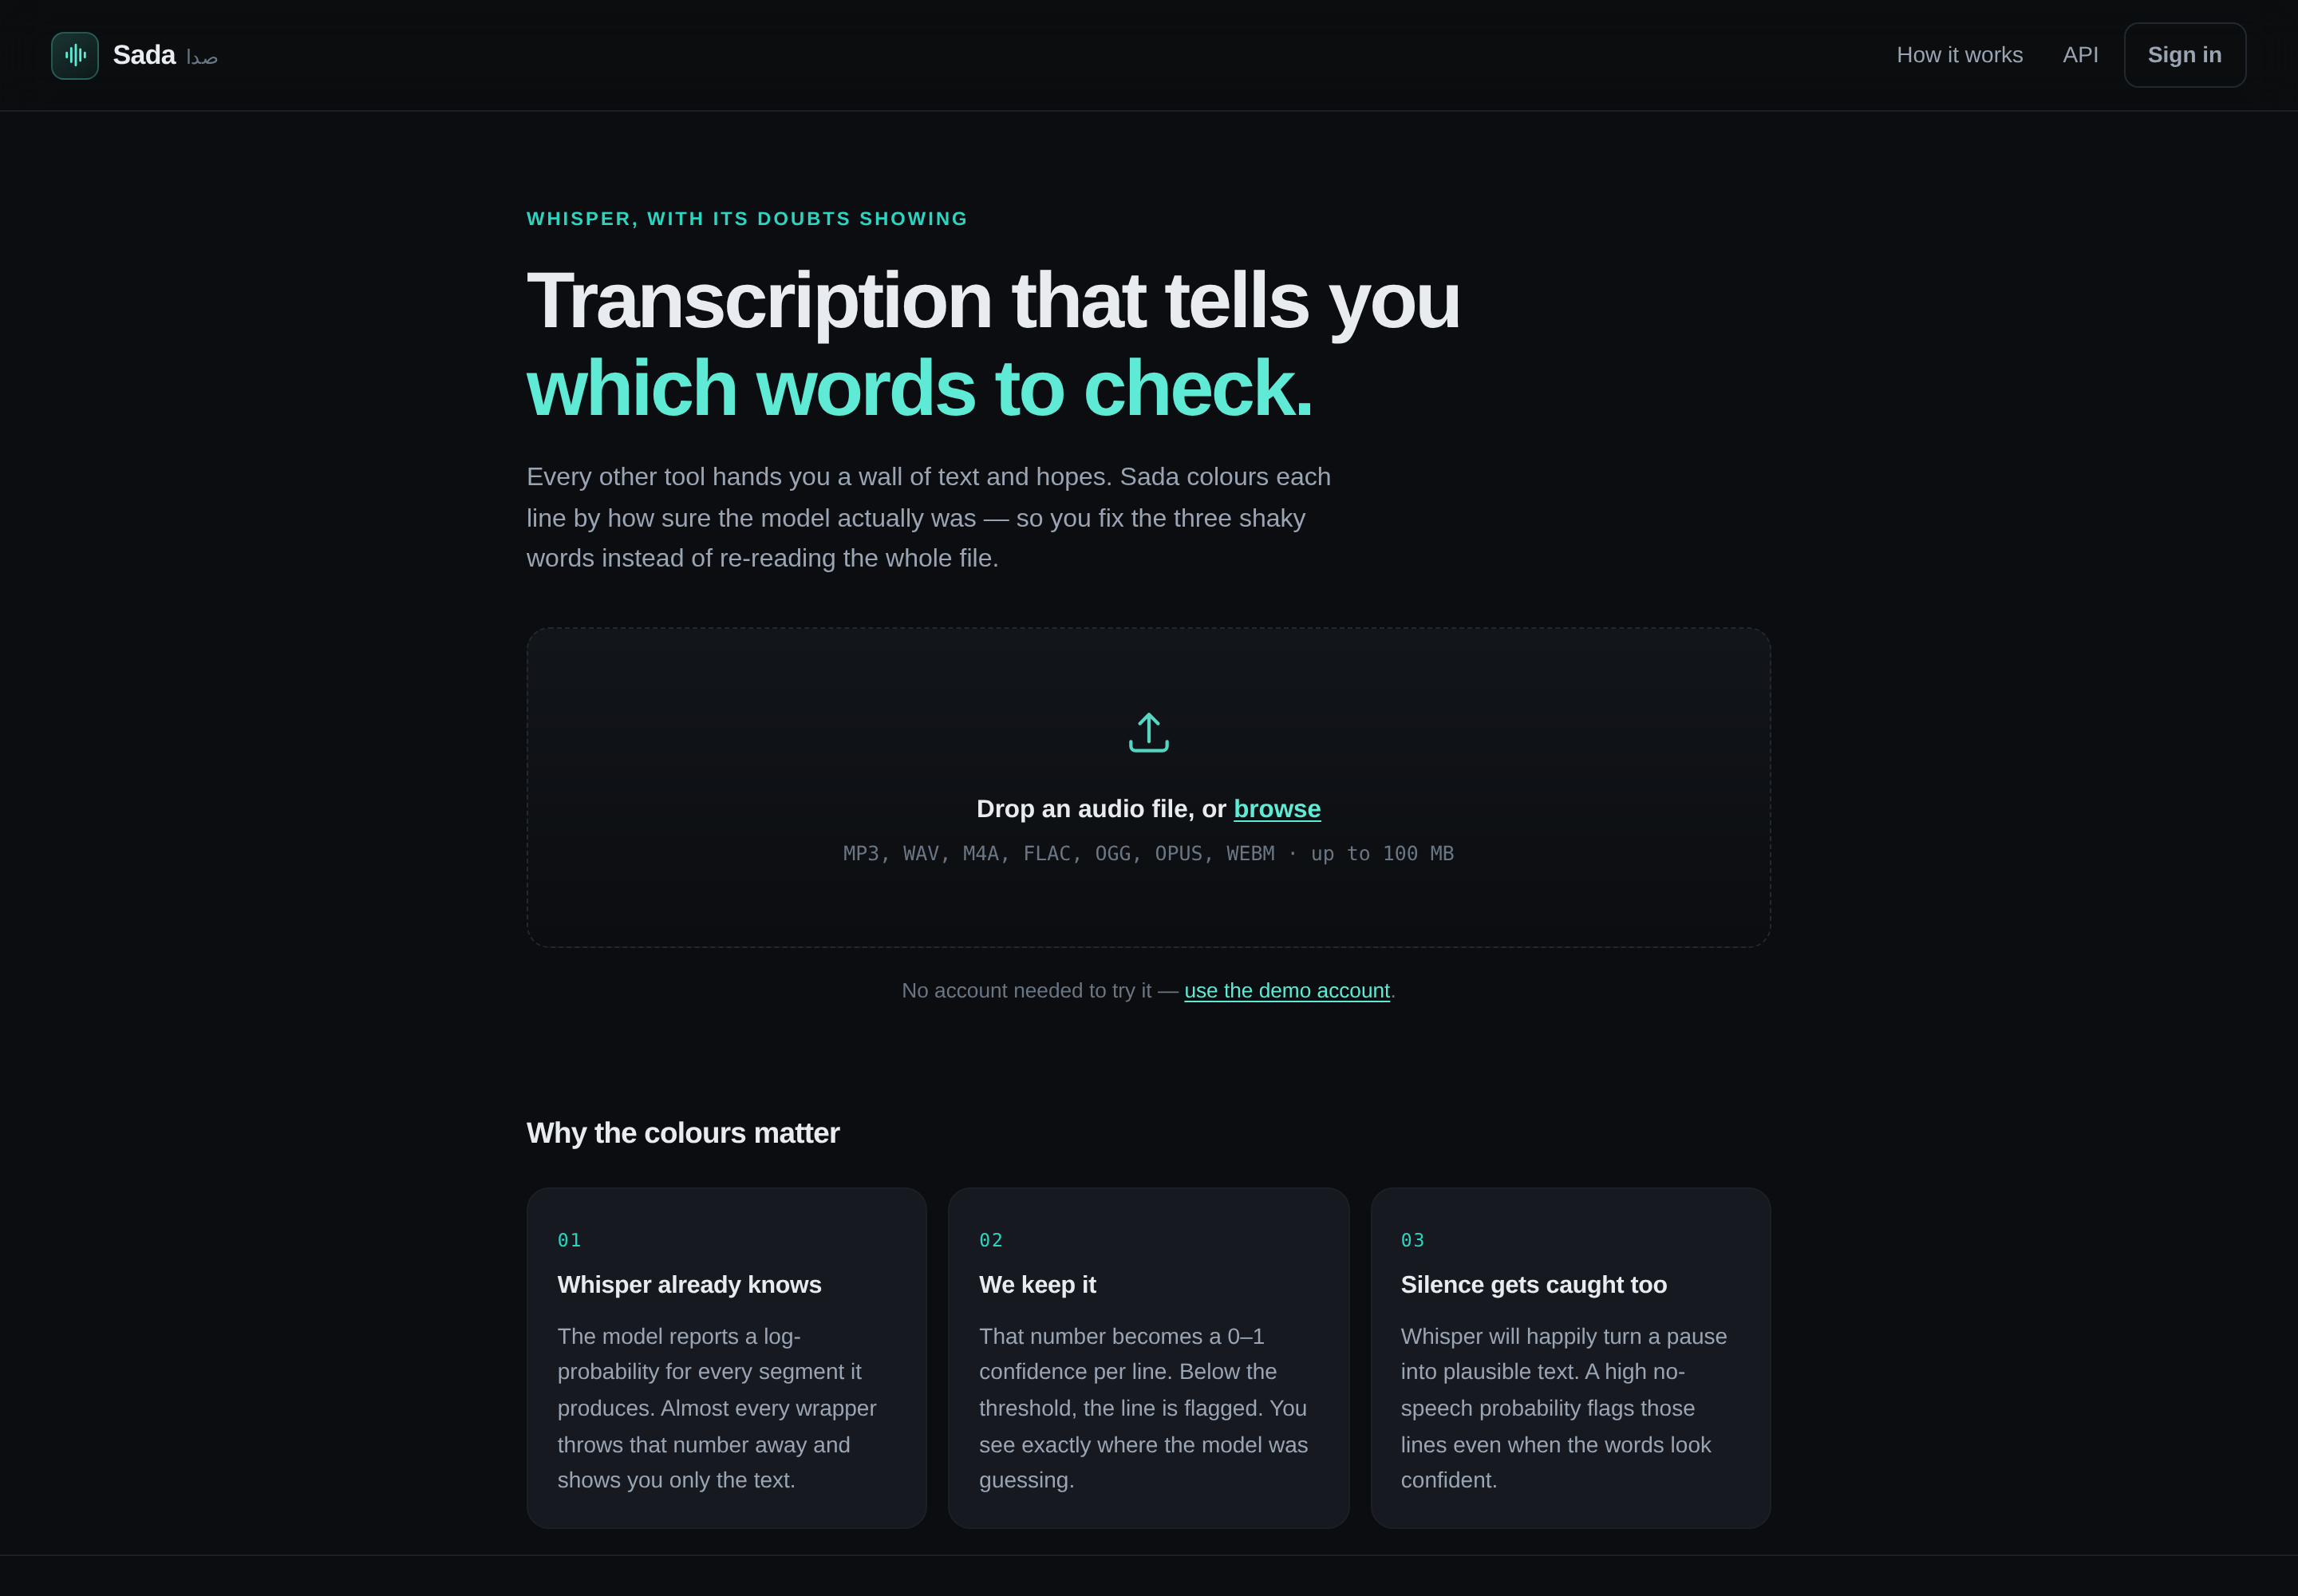 Sada صدا
How it works API Sign in
WHISPER, WITH ITS DOUBTS SHOWING
Transcription that tells you
which words to check.
Every other tool hands you a wall of text and hopes. Sada colours each
line by how sure the model actually was — so you fix the three shaky
words instead of re-reading the whole file.
Drop an audio file, or browse
MP3, WAV, M4A, FLAC, OGG, OPUS, WEBM · up to 100 MB
No account needed to try it — use the demo account.
Why the colours matter
01
Whisper already knows
The model reports a log-
probability for every segment it
produces. Almost every wrapper
throws that number away and
shows you only the text.
02
We keep it
That number becomes a 0–1
confidence per line. Below the
threshold, the line is flagged. You
see exactly where the model was
guessing.
03
Silence gets caught too
Whisper will happily turn a pause
into plausible text. A high no-
speech probability flags those
lines even when the words look
confident.